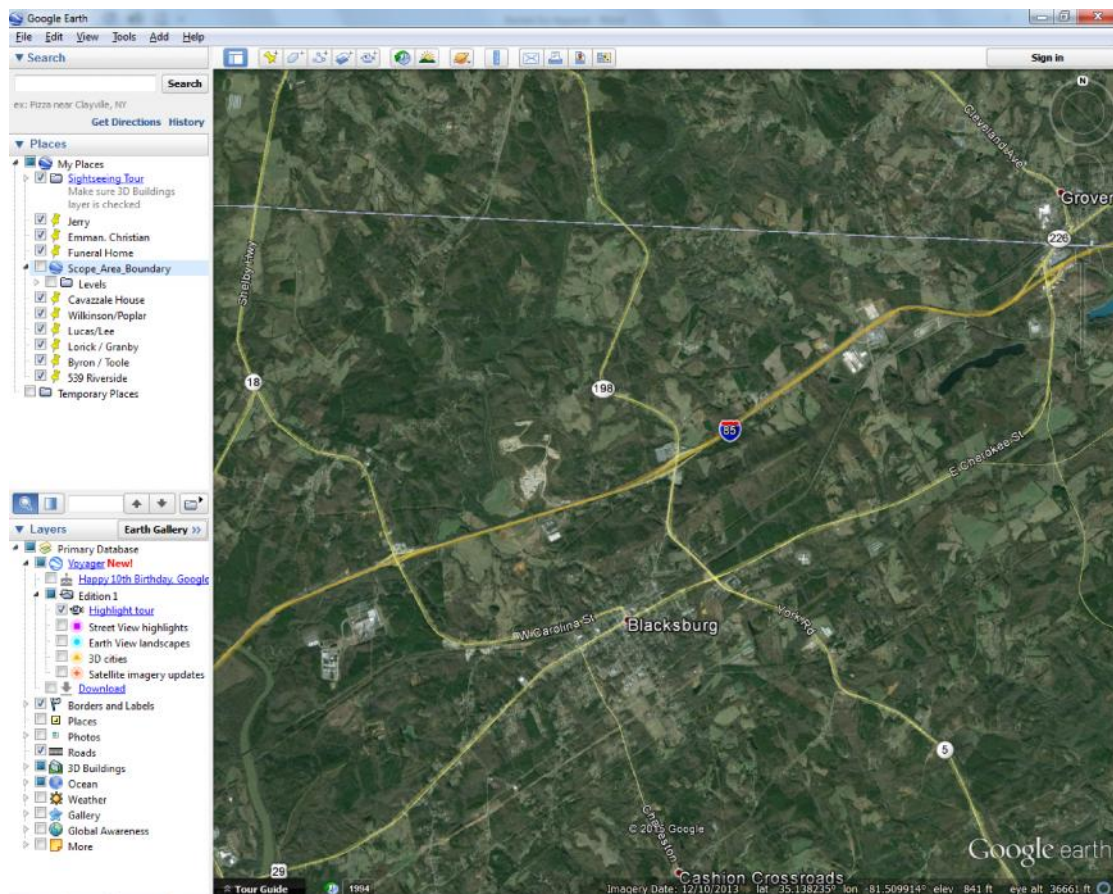 Google Earth
File Edit View Tools Add Help
Search
Search
ex: Pizza near Clayville, NY
Get Directions History
Places
My Places
Sightseeing Tour
Make sure 3D Buildings
layer is checked
Jerry
Emman. Christian
Funeral Home
Scope_Area_Boundary
Levels
Cavazzale House
Wilkinson/Poplar
Lucas/Lee
Lorick / Granby
Byron / Toole
539 Riverside
Temporary Places
Layers
Earth Gallery >>
Primary Database
Voyager New!
Happy 10th Birthday, Google
Edition 1
Highlight tour
Street View highlights
Earth View landscapes
3D cities
Satellite imagery updates
Download
Borders and Labels
Places
Photos
Roads
3D Buildings
Ocean
Weather
Gallery
Global Awareness
More
Sign in
N
Cleveland Ave
Grover
226
Shelby Hwy
18
198
85
E Cherokee St
W Carolina St
Blacksburg
York Rd
5
Charleston
29
© 2015 Google
Google earth
Cashion Crossroads
Tour Guide
1994
Imagery Date: 12/10/2013 lat 35.138235° lon -81.509914° elev 841 ft eye alt 36661 ft